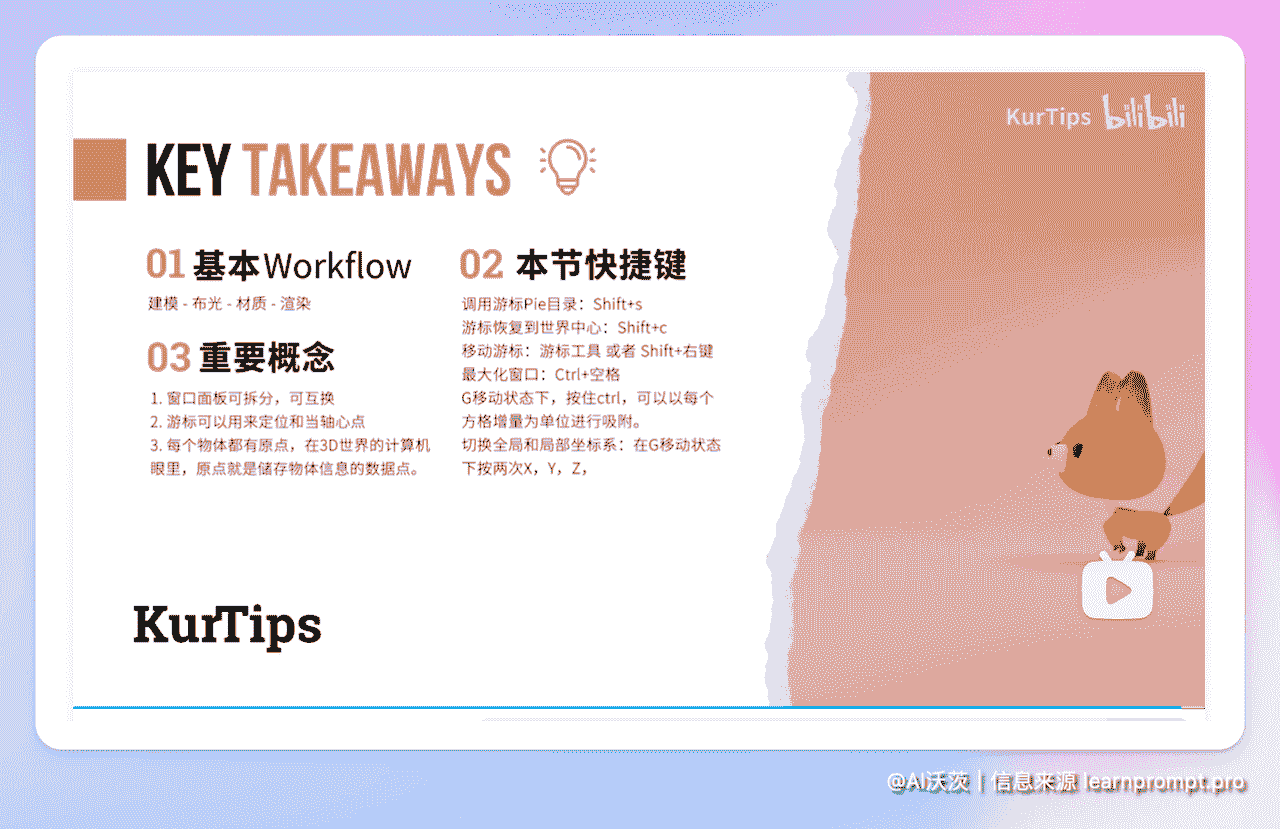 KurTips bilibili
KEY TAKEAWAYS
01 基本Workflow
建模 - 布光 - 材质 - 渲染
03 重要概念
1. 窗口面板可拆分，可互换
2. 游标可以用来定位和当轴心点
3. 每个物体都有原点，在3D世界的计算机
眼里，原点就是储存物体信息的数据点。
02 本节快捷键
调用游标Pie目录：Shift+s
游标恢复到世界中心：Shift+c
移动游标：游标工具 或者 Shift+右键
最大化窗口：Ctrl+空格
G移动状态下，按住ctrl，可以以每个
方格增量为单位进行吸附。
切换全局和局部坐标系：在G移动状态
下按两次X，Y，Z，
KurTips
@AI沃茨｜信息来源 learnprompt.pro